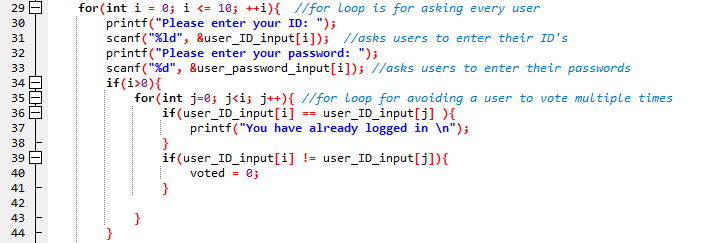 29 for(int i = 0; i <= 10; ++i){ //for loop is for asking every user
30 printf("Please enter your ID: ");
31 scanf("%ld", &user_ID_input[i]); //asks users to enter their ID's
32 printf("Please enter your password: ");
33 scanf("%d", &user_password_input[i]); //asks users to enter their passwords
34 if(i>0){
35 for(int j=0; j<i; j++){ //for loop for avoiding a user to vote multiple times
36 if(user_ID_input[i] == user_ID_input[j] ){
37 printf("You have already logged in \n");
38 }
39 if(user_ID_input[i] != user_ID_input[j]){
40 voted = 0;
41 }
42
43 }
44 }